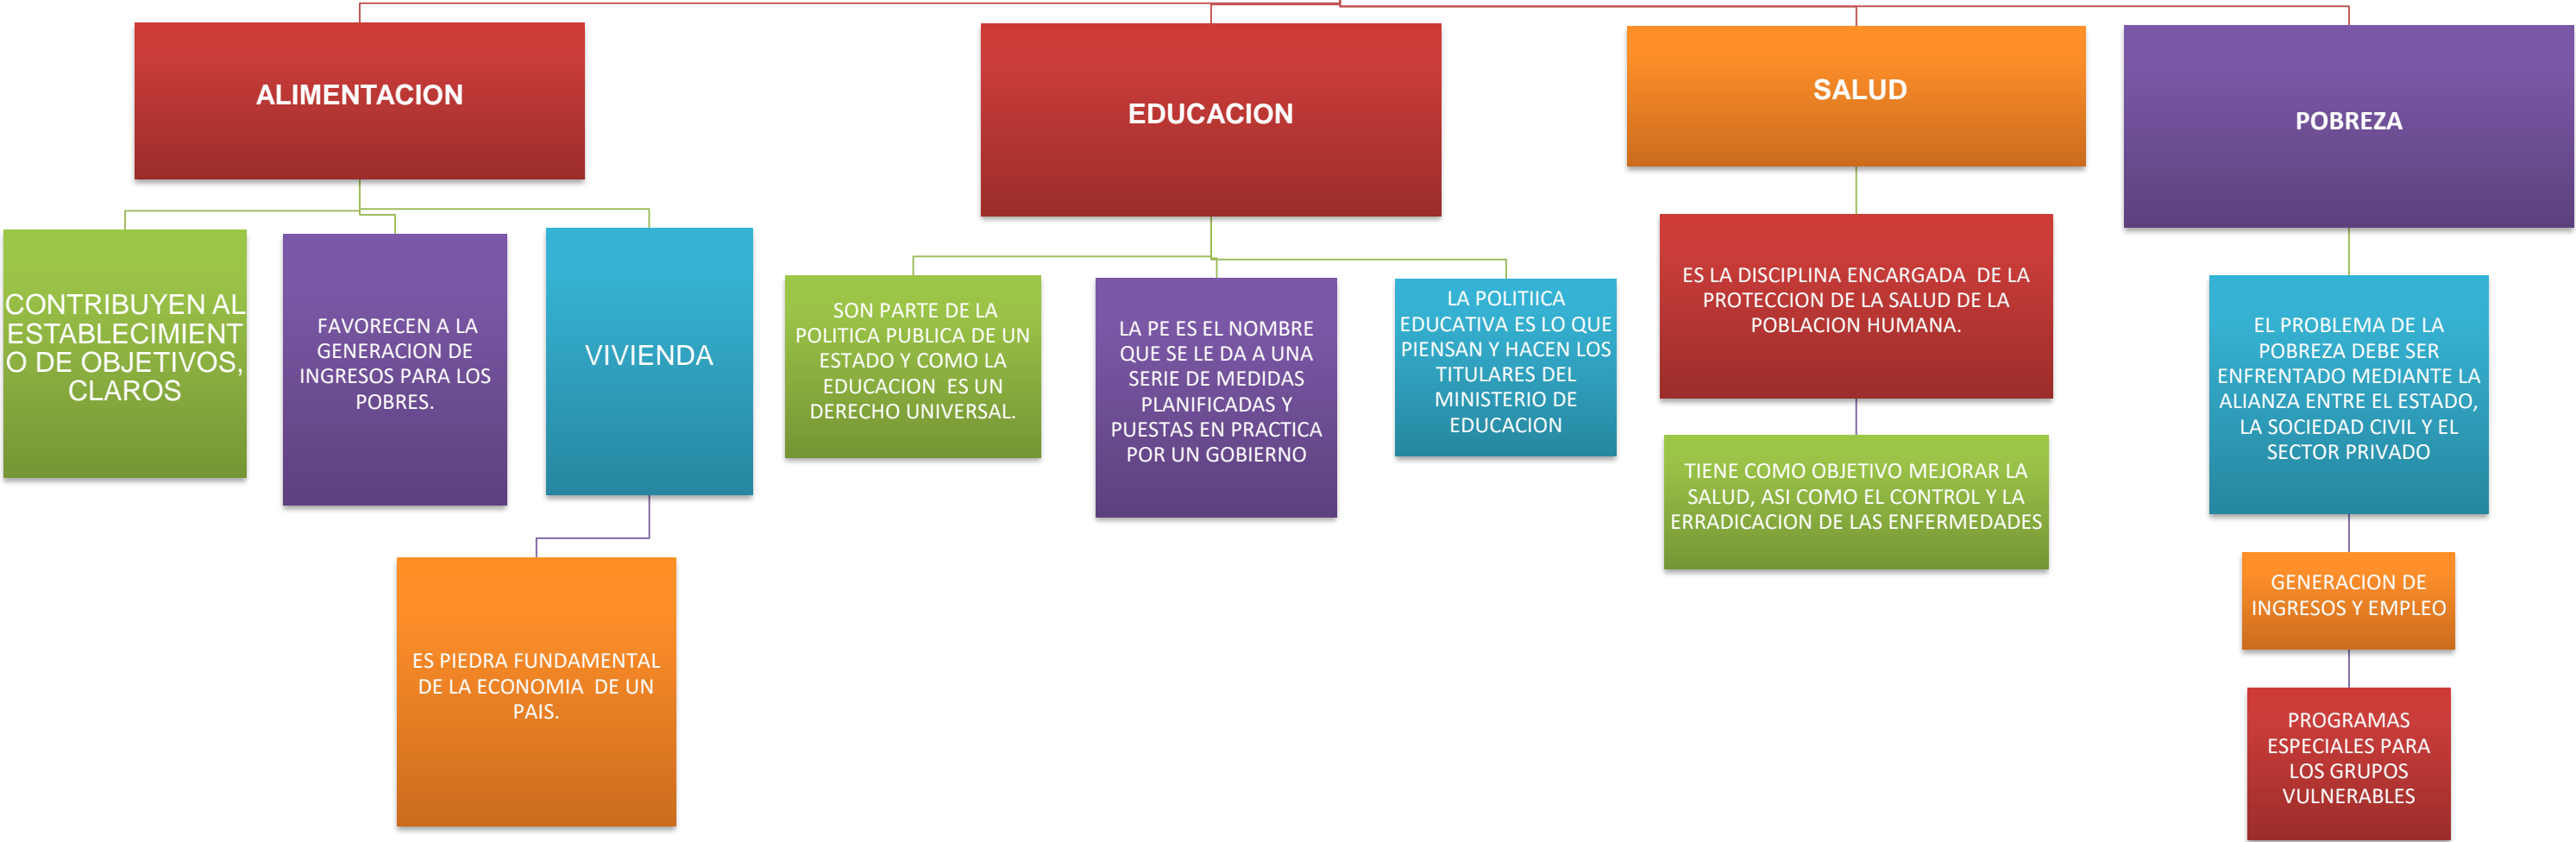 ALIMENTACION
EDUCACION
SALUD
POBREZA
CONTRIBUYEN AL
ESTABLECIMIENT
O DE OBJETIVOS,
CLAROS
FAVORECEN A LA
GENERACION DE
INGRESOS PARA LOS
POBRES.
VIVIENDA
ES PIEDRA FUNDAMENTAL
DE LA ECONOMIA DE UN
PAIS.
SON PARTE DE LA
POLITICA PUBLICA DE UN
ESTADO Y COMO LA
EDUCACION ES UN
DERECHO UNIVERSAL.
LA PE ES EL NOMBRE
QUE SE LE DA A UNA
SERIE DE MEDIDAS
PLANIFICADAS Y
PUESTAS EN PRACTICA
POR UN GOBIERNO
LA POLITIICA
EDUCATIVA ES LO QUE
PIENSAN Y HACEN LOS
TITULARES DEL
MINISTERIO DE
EDUCACION
ES LA DISCIPLINA ENCARGADA DE LA
PROTECCION DE LA SALUD DE LA
POBLACION HUMANA.
TIENE COMO OBJETIVO MEJORAR LA
SALUD, ASI COMO EL CONTROL Y LA
ERRADICACION DE LAS ENFERMEDADES
EL PROBLEMA DE LA
POBREZA DEBE SER
ENFRENTADO MEDIANTE LA
ALIANZA ENTRE EL ESTADO,
LA SOCIEDAD CIVIL Y EL
SECTOR PRIVADO
GENERACION DE
INGRESOS Y EMPLEO
PROGRAMAS
ESPECIALES PARA
LOS GRUPOS
VULNERABLES